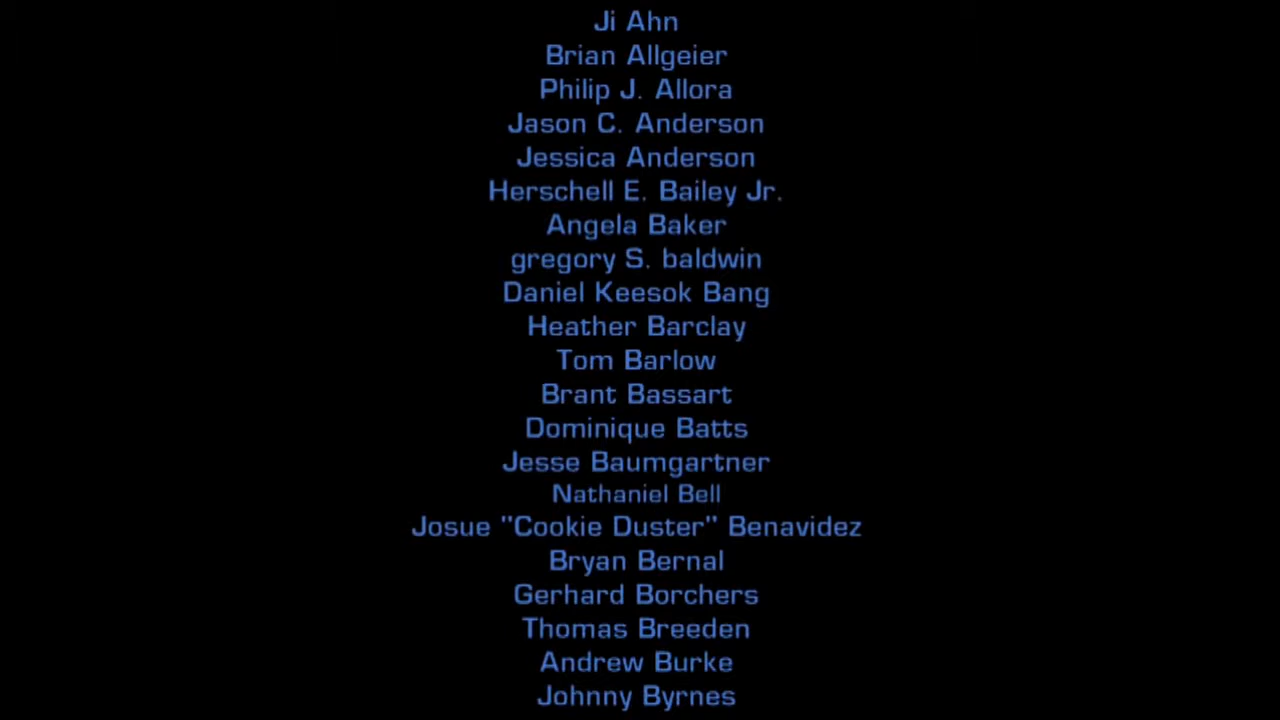 Ji Ahn
Brian Allgeier
Philip J. Allora
Jason C. Anderson
Jessica Anderson
Herschell E. Bailey Jr.
Angela Baker
gregory S. baldwin
Daniel Keesok Bang
Heather Barclay
Tom Barlow
Brant Bassart
Dominique Batts
Jesse Baumgartner
Nathaniel Bell
Josue "Cookie Duster" Benavidez
Bryan Bernal
Gerhard Borchers
Thomas Breeden
Andrew Burke
Johnny Byrnes